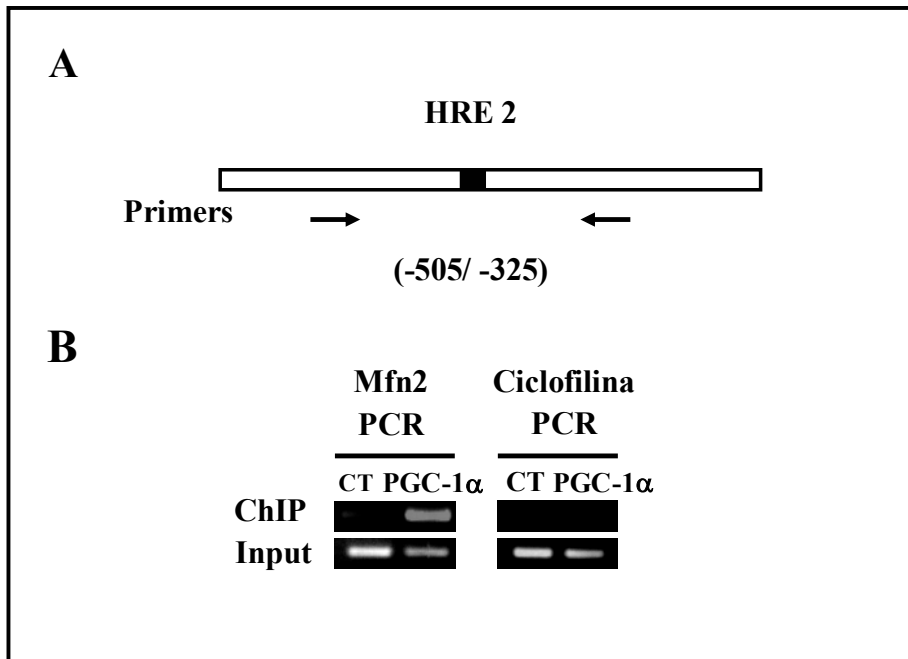 A
HRE 2
Primers
(-505/ -325)
B
Mfn2 Ciclofilina
PCR PCR
CT PGC-1α CT PGC-1α
ChIP
Input